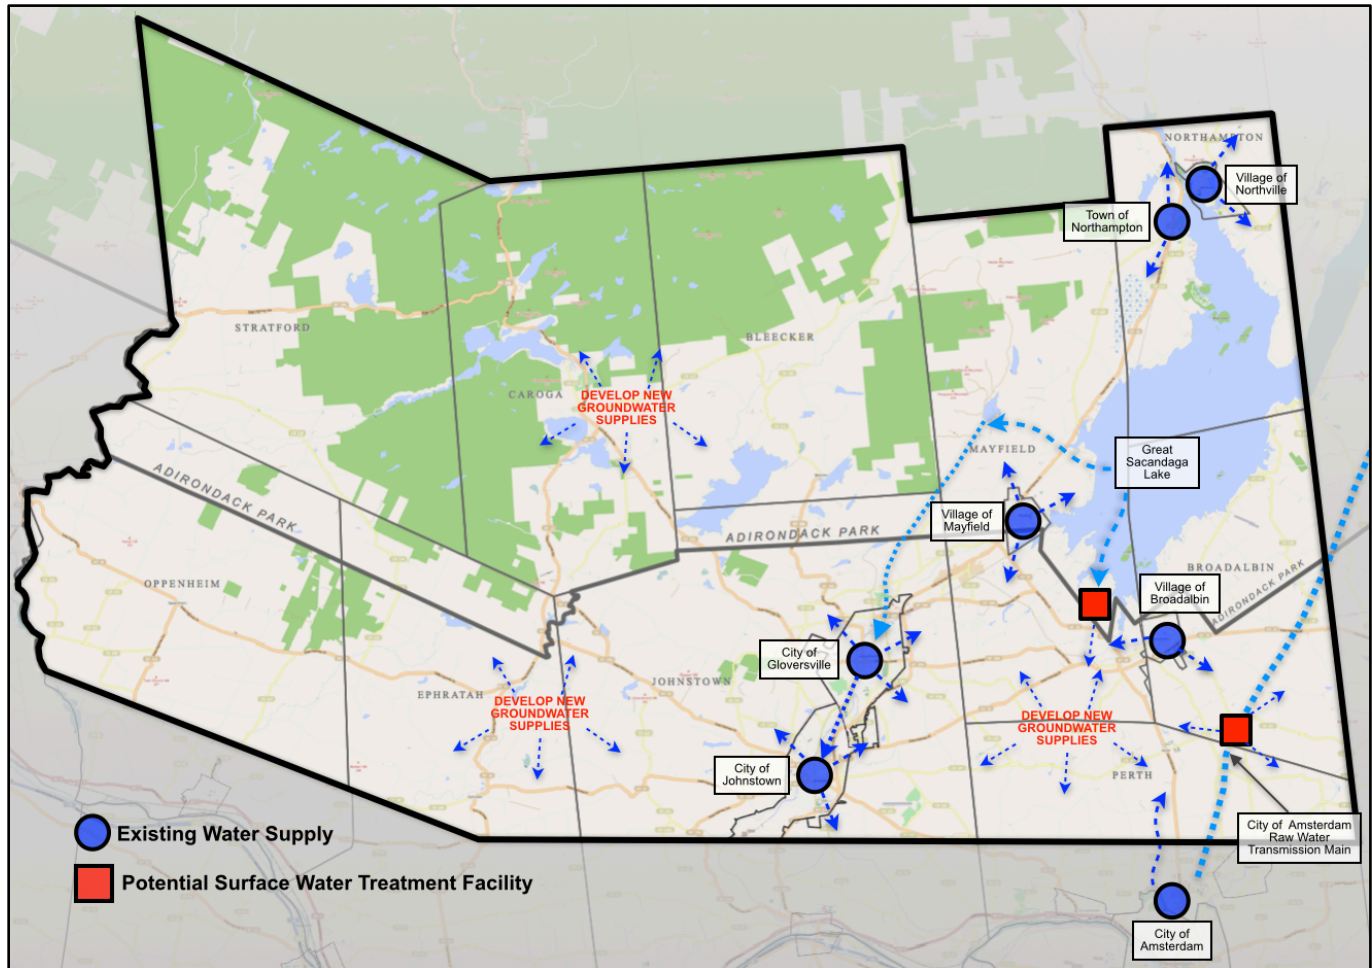 NORTHAMPTON
Village of
Northville
Town of
Northampton
STRATFORD
BLEECKER
CAROGA
DEVELOP NEW
GROUNDWATER
SUPPLIES
MAYFIELD
Great
Sacandaga
Lake
ADIRONDACK PARK
Village of
Mayfield
ADIRONDACK PARK
OPPENHEIM
BROADALBIN
ADIRONDACK PARK
Village of
Broadalbin
City of
Gloversville
EPHRATAH
JOHNSTOWN
DEVELOP NEW
GROUNDWATER
SUPPLIES
DEVELOP NEW
GROUNDWATER
SUPPLIES
PERTH
City of
Johnstown
City of Amsterdam
Raw Water
Transmission Main
Existing Water Supply
Potential Surface Water Treatment Facility
City of
Amsterdam